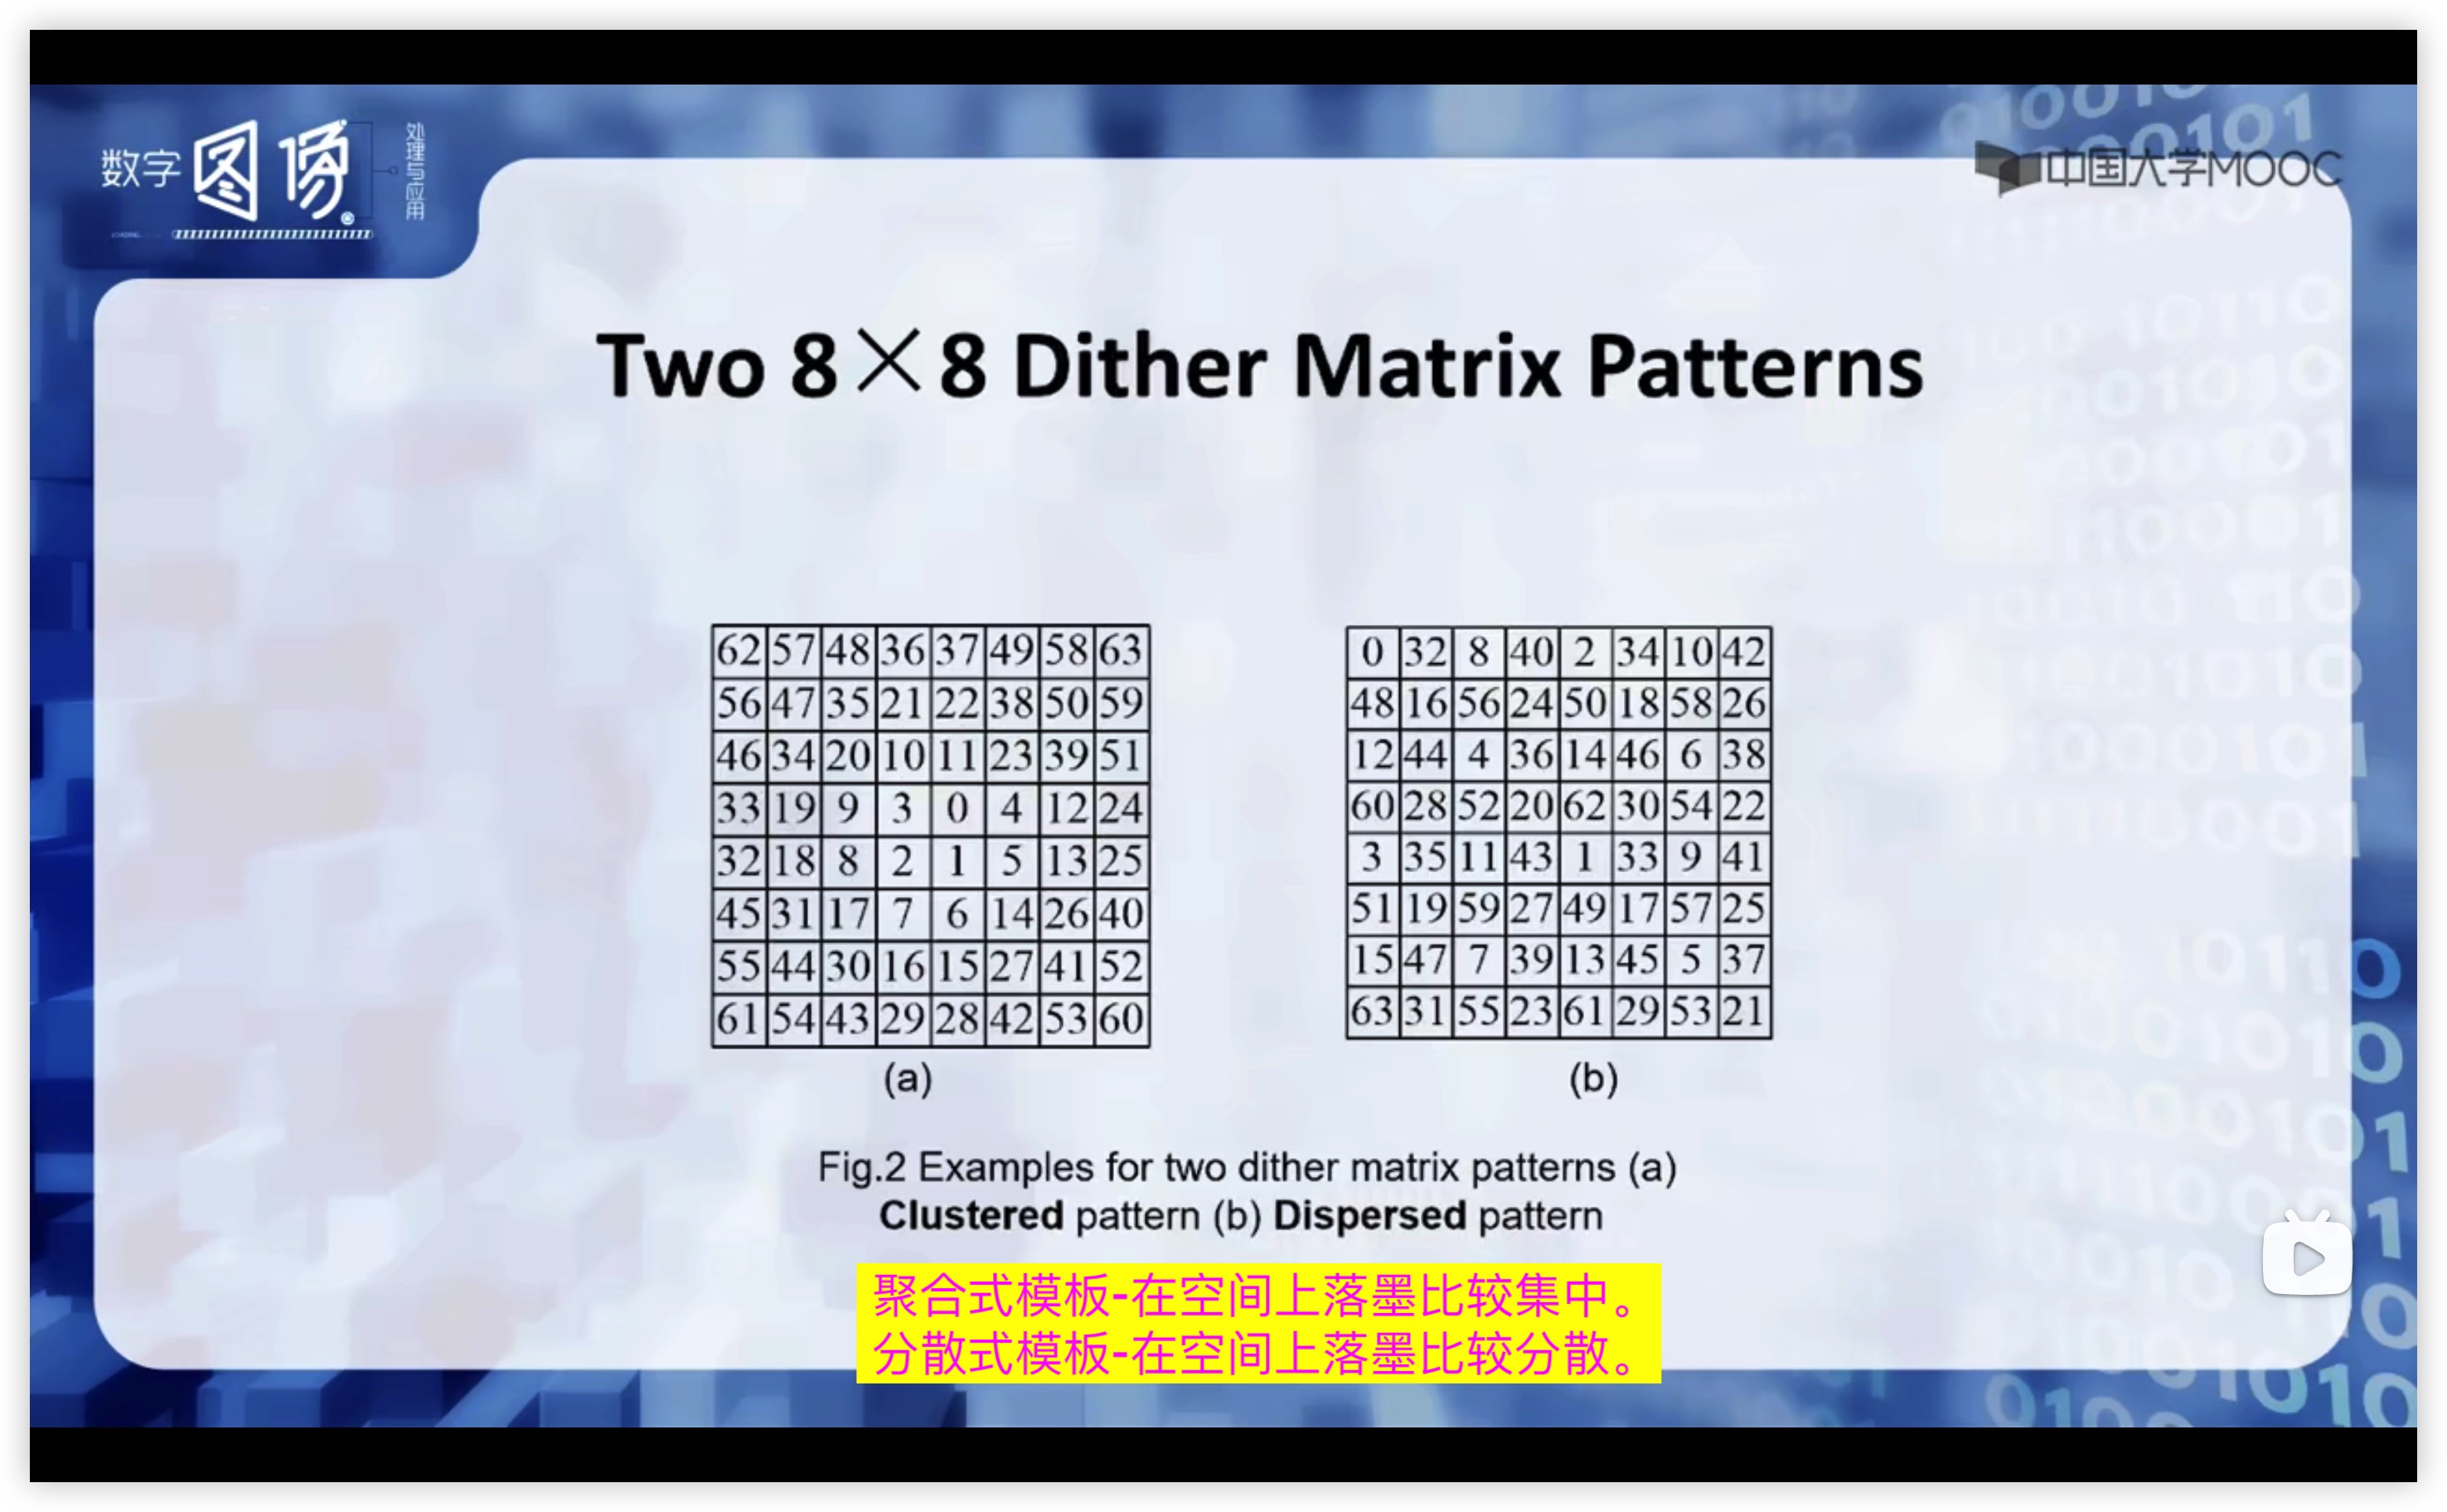 数字图像处理与应用
中国大学MOOC
Two 8×8 Dither Matrix Patterns
62 57 48 36 37 49 58 63
56 47 35 21 22 38 50 59
46 34 20 10 11 23 39 51
33 19 9 3 0 4 12 24
32 18 8 2 1 5 13 25
45 31 17 7 6 14 26 40
55 44 30 16 15 27 41 52
61 54 43 29 28 42 53 60
(a)
0 32 8 40 2 34 10 42
48 16 56 24 50 18 58 26
12 44 4 36 14 46 6 38
60 28 52 20 62 30 54 22
3 35 11 43 1 33 9 41
51 19 59 27 49 17 57 25
15 47 7 39 13 45 5 37
63 31 55 23 61 29 53 21
(b)
Fig.2 Examples for two dither matrix patterns (a)
Clustered pattern (b) Dispersed pattern
聚合式模板-在空间上落墨比较集中。
分散式模板-在空间上落墨比较分散。